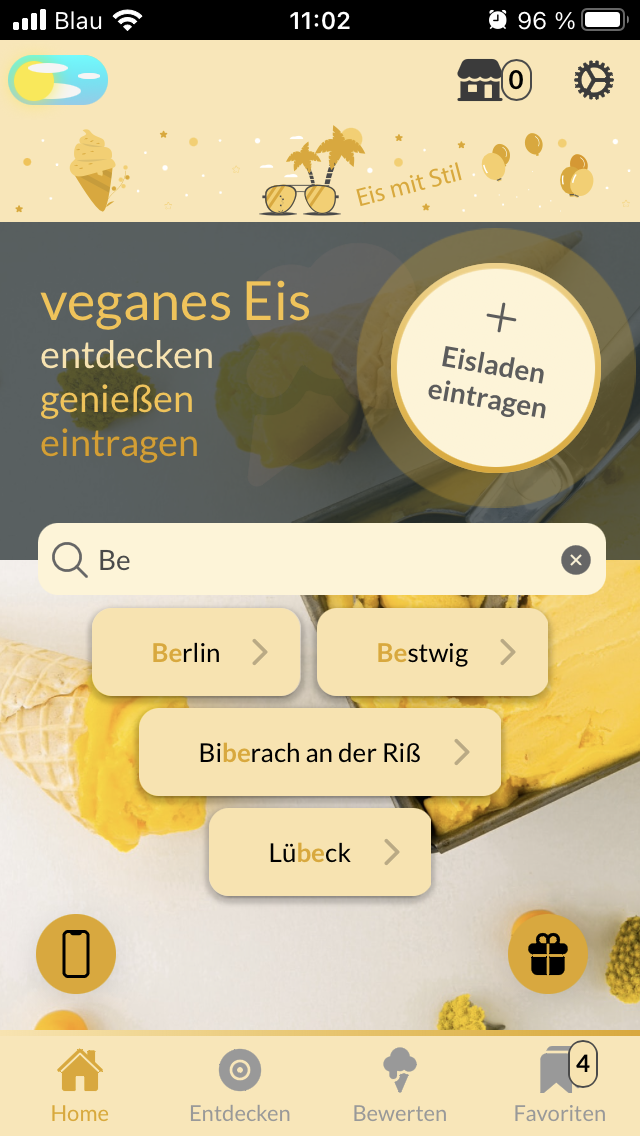 Blau 11:02 96 %
0
Eis mit Stil
veganes Eis
entdecken
genießen
eintragen
+
Eisladen
eintragen
Be
Berlin
Bestwig
Biberach an der Riß
Lübeck
4
Home Entdecken Bewerten Favoriten